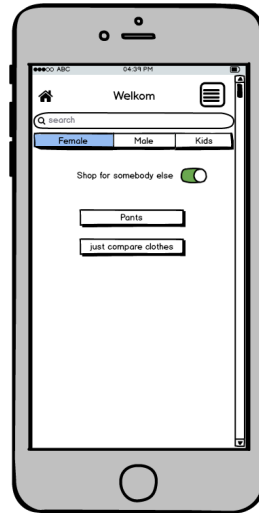 ABC 04:39 PM
Welkom
search
Female Male Kids
Shop for somebody else
Pants
just compare clothes